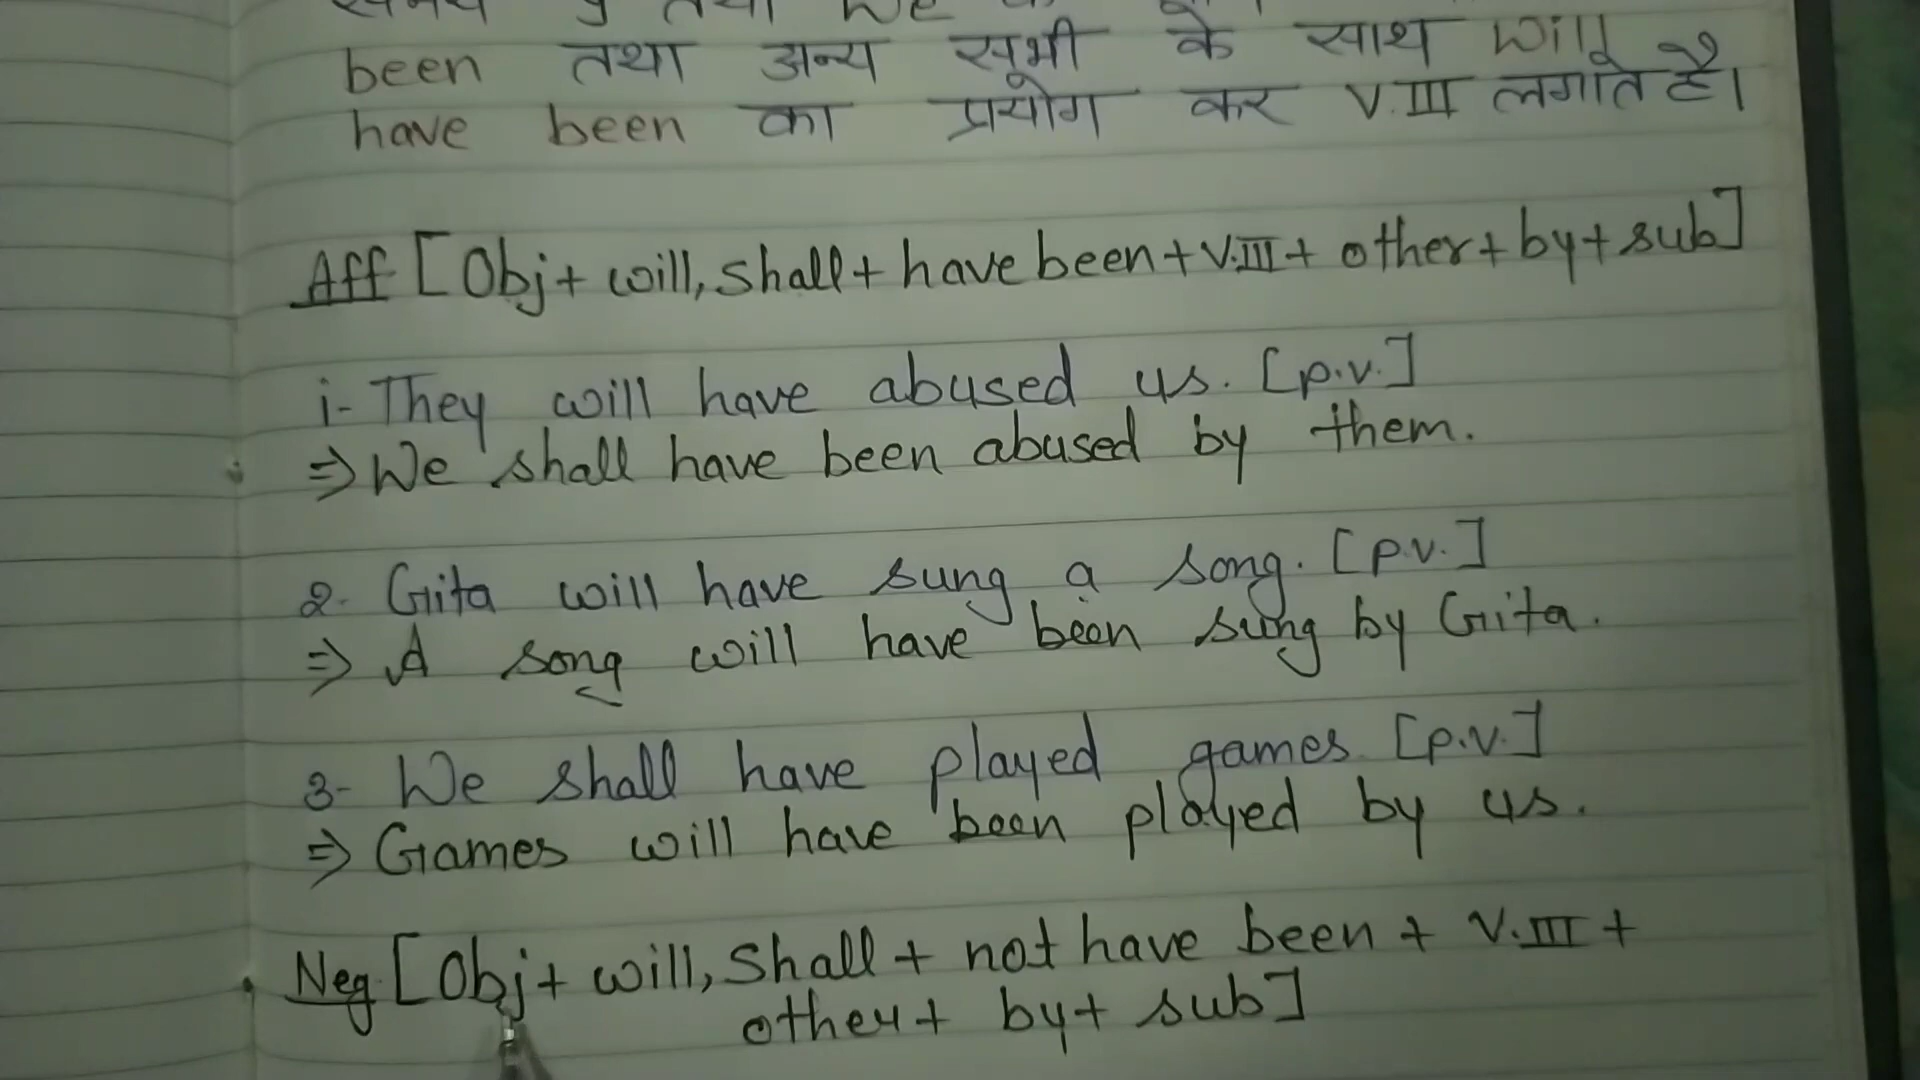 we
been तथा अन्य सभी के साथ will
have been का प्रयोग कर V.III लगाते है।
Aff [Obj + will, shall + have been + V.III + other + by + sub]
i- They will have abused us. [p.v.]
⇒ We shall have been abused by them.
2- Gita will have sung a song. [p.v.]
⇒ A song will have been sung by Gita.
3- We shall have played games [p.v.]
⇒ Games will have been played by us.
Neg [Obj + will, shall + not have been + V.III +
other + by + sub]